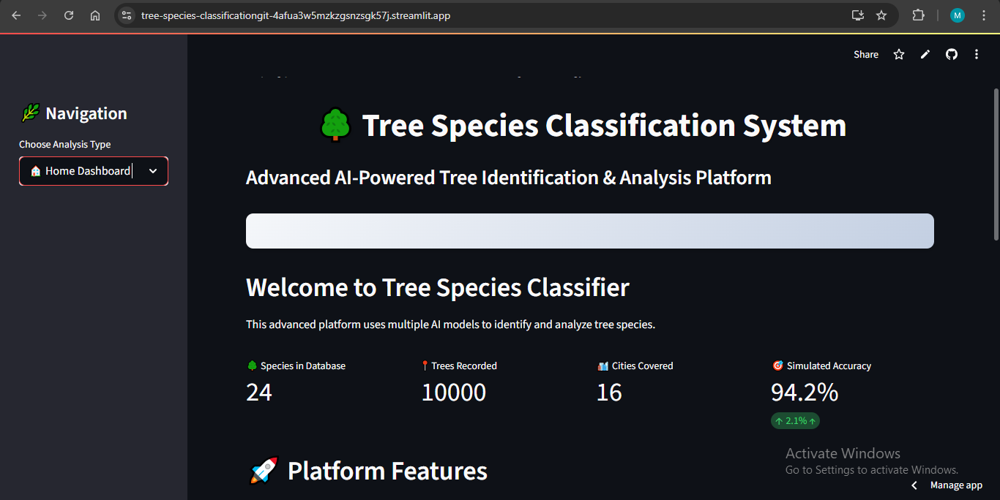 tree-species-classificationgit-4afua3w5mzkzgsnzsgk57j.streamlit.app
M
Share
Navigation
Choose Analysis Type
Home Dashboard
Tree Species Classification System
Advanced AI-Powered Tree Identification & Analysis Platform
Welcome to Tree Species Classifier
This advanced platform uses multiple AI models to identify and analyze tree species.
Species in Database
24
Trees Recorded
10000
Cities Covered
16
Simulated Accuracy
94.2%
↑ 2.1% ↑
Platform Features
Activate Windows
Go to Settings to activate Windows.
Manage app